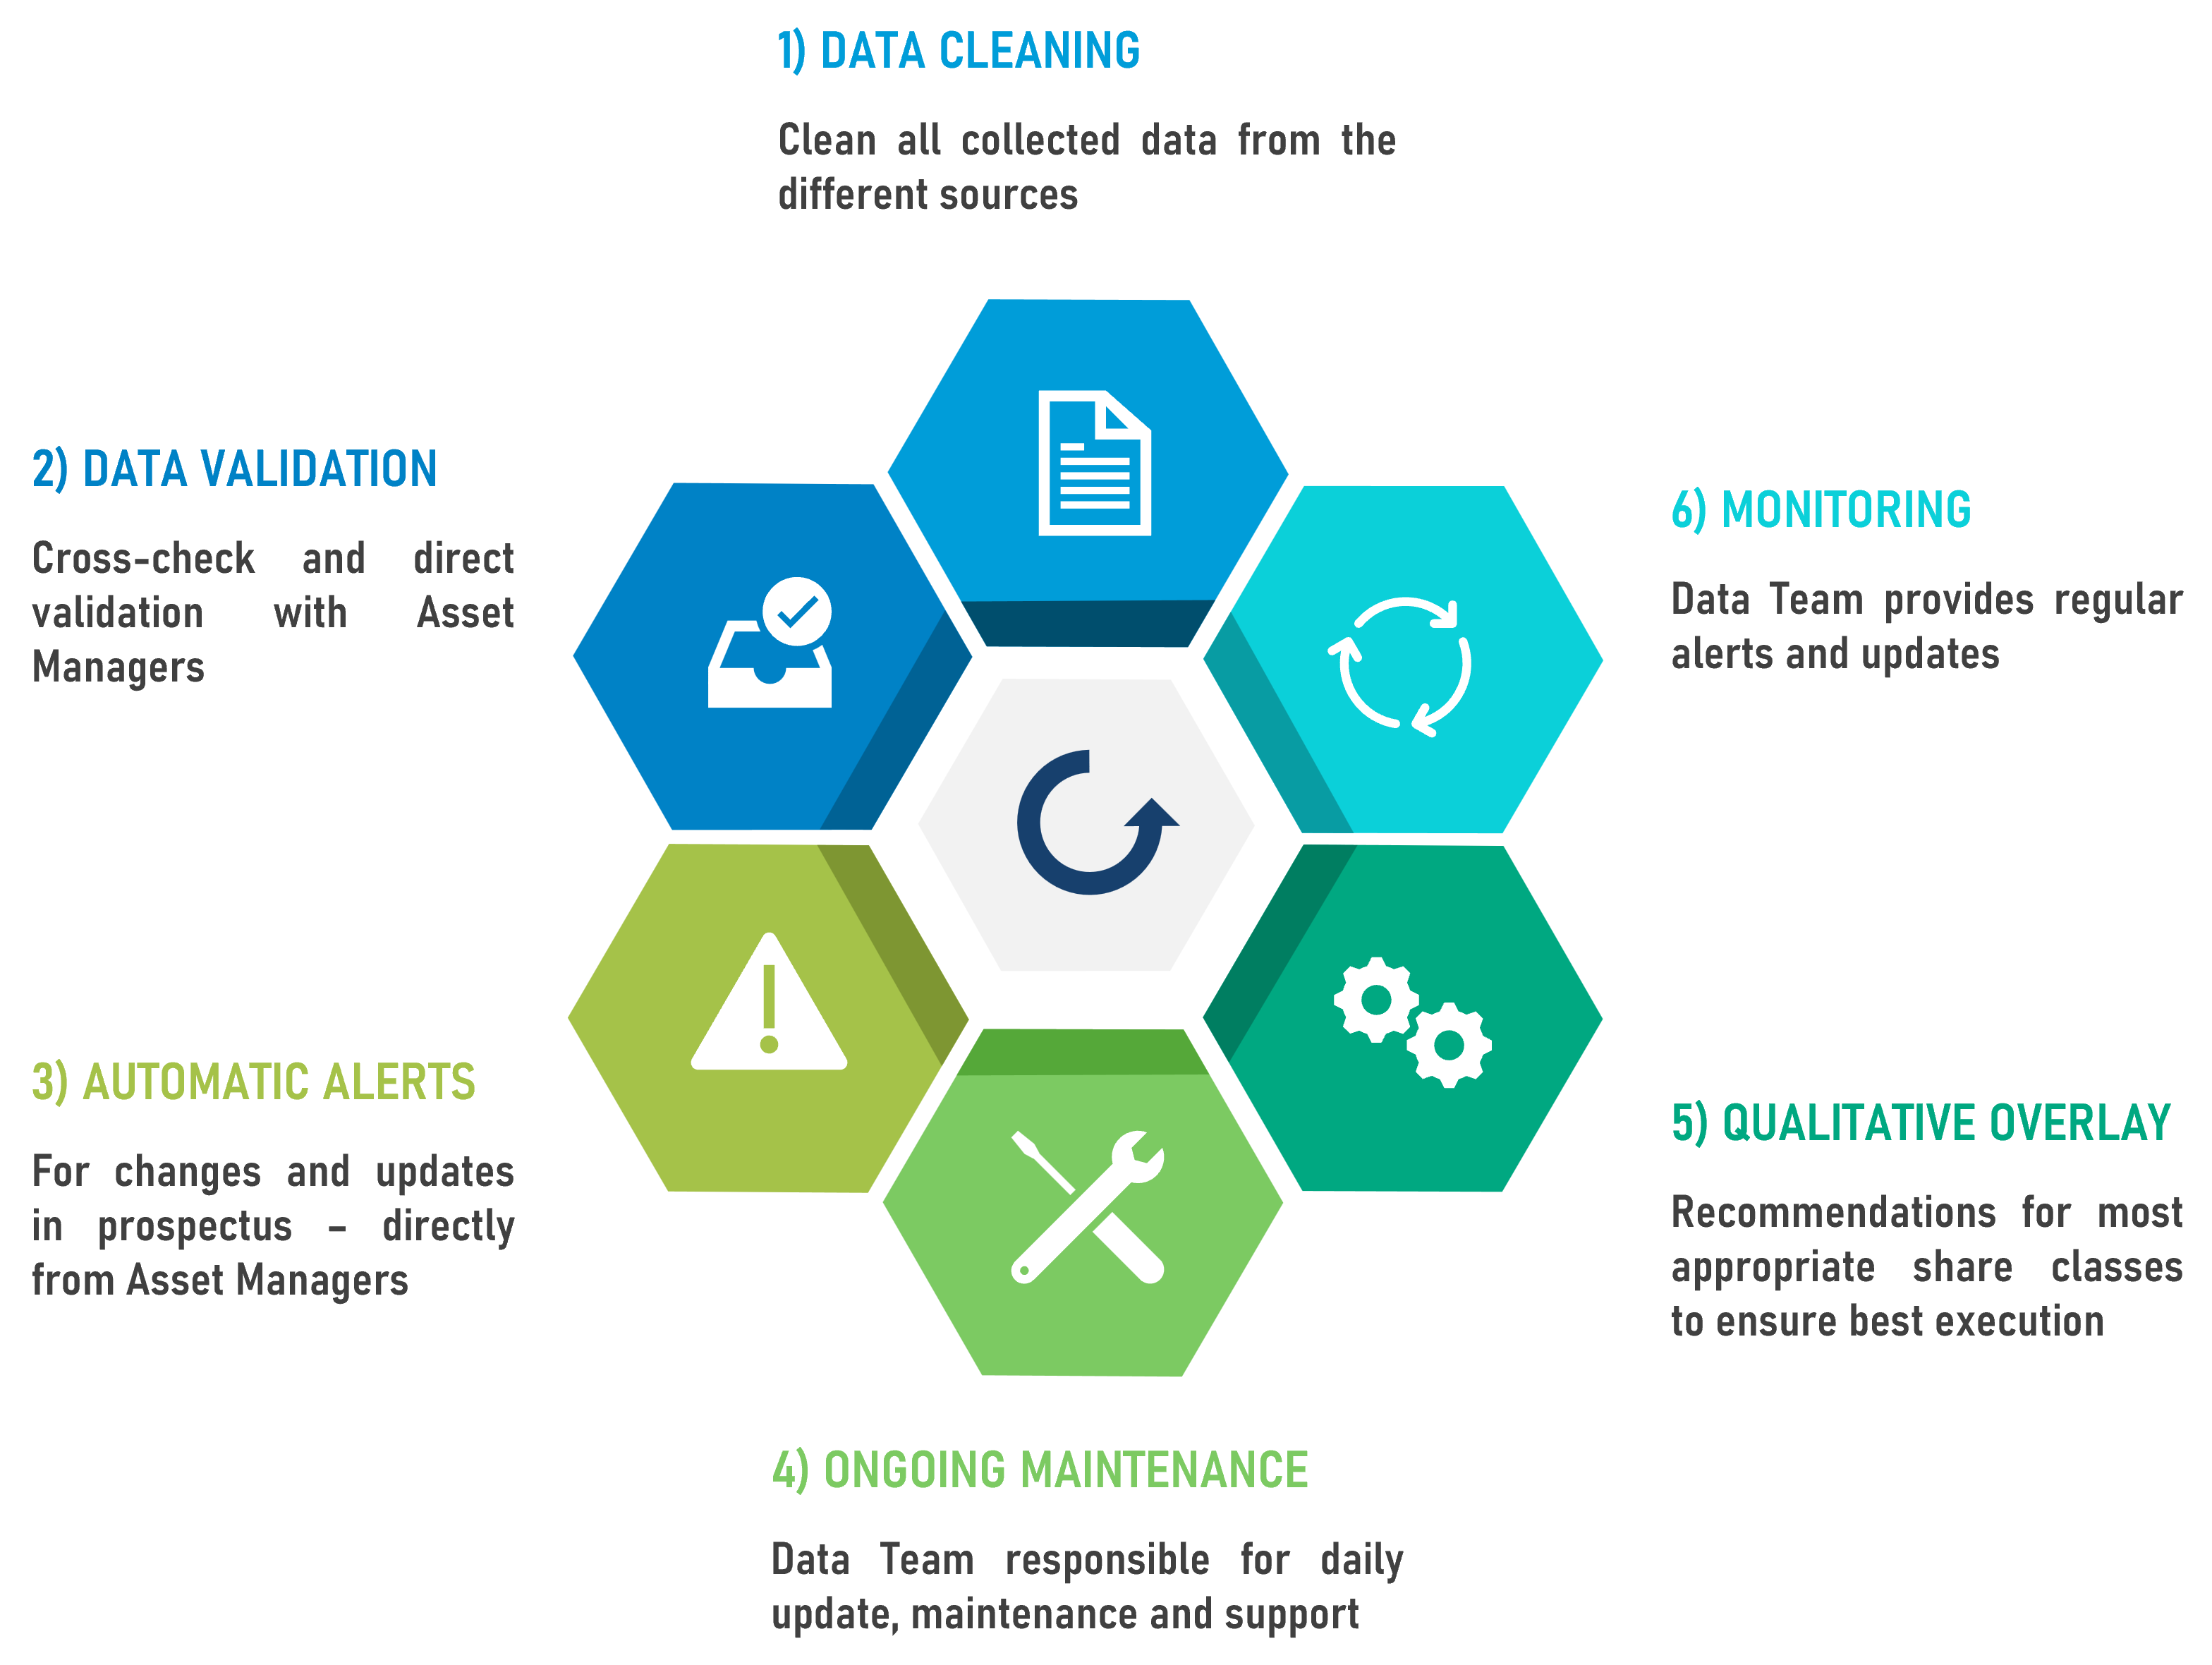 1) DATA CLEANING
Clean all collected data from the
different sources
2) DATA VALIDATION
Cross-check and direct
validation with Asset
Managers
3) AUTOMATIC ALERTS
For changes and updates
in prospectus – directly
from Asset Managers
4) ONGOING MAINTENANCE
Data Team responsible for daily
update, maintenance and support
5) QUALITATIVE OVERLAY
Recommendations for most
appropriate share classes
to ensure best execution
6) MONITORING
Data Team provides regular
alerts and updates